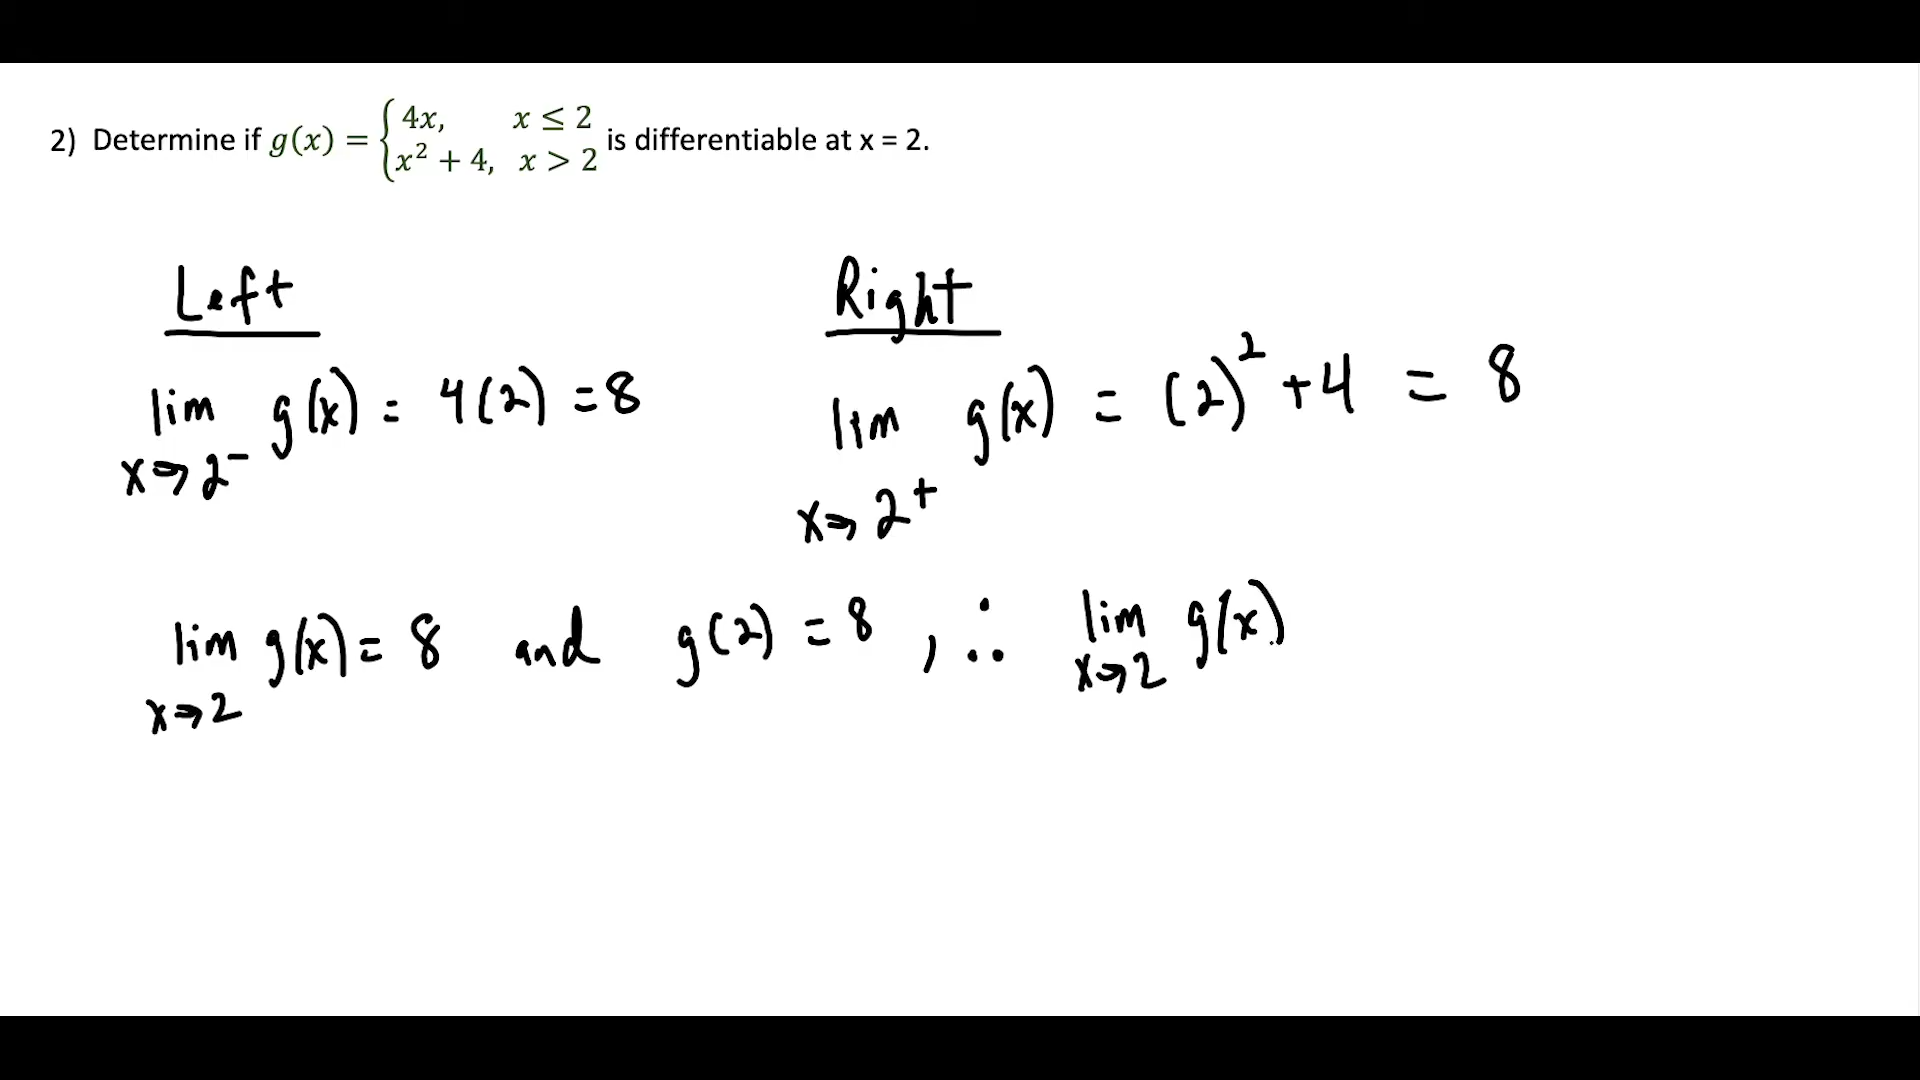 2) Determine if g(x) = {4x, x ≤ 2
x² + 4, x > 2 is differentiable at x = 2.
Left
Right
lim g(x) = 4(2) = 8
x→2⁻
lim g(x) = (2)² + 4 = 8
x→2⁺
lim g(x) = 8 and g(2) = 8, ∴ lim g(x)
x→2
x→2